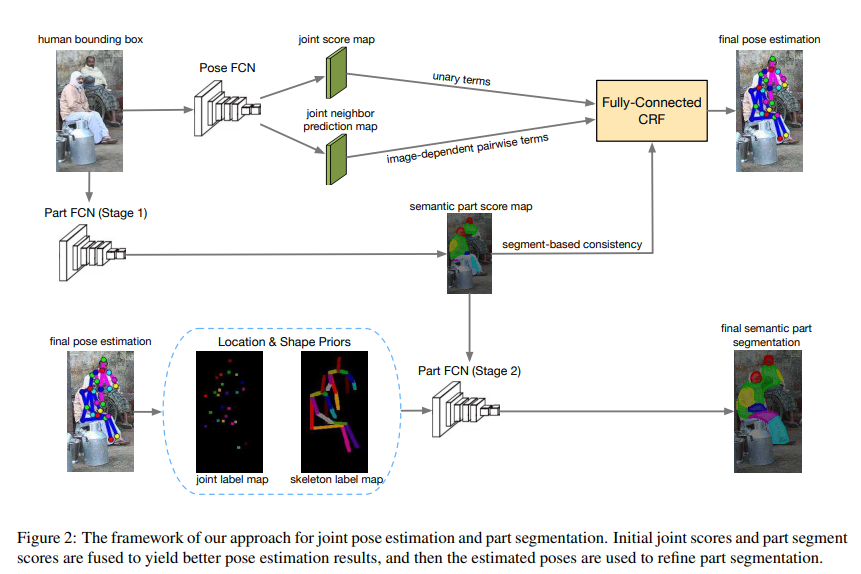 human bounding box
joint score map
final pose estimation
Pose FCN
unary terms
joint neighbor
prediction map
Fully-Connected
CRF
image-dependent pairwise terms
Part FCN (Stage 1)
semantic part score map
segment-based consistency
final pose estimation
Location & Shape Priors
final semantic part
segmentation
Part FCN (Stage 2)
joint label map
skeleton label map
Figure 2: The framework of our approach for joint pose estimation and part segmentation. Initial joint scores and part segment
scores are fused to yield better pose estimation results, and then the estimated poses are used to refine part segmentation.